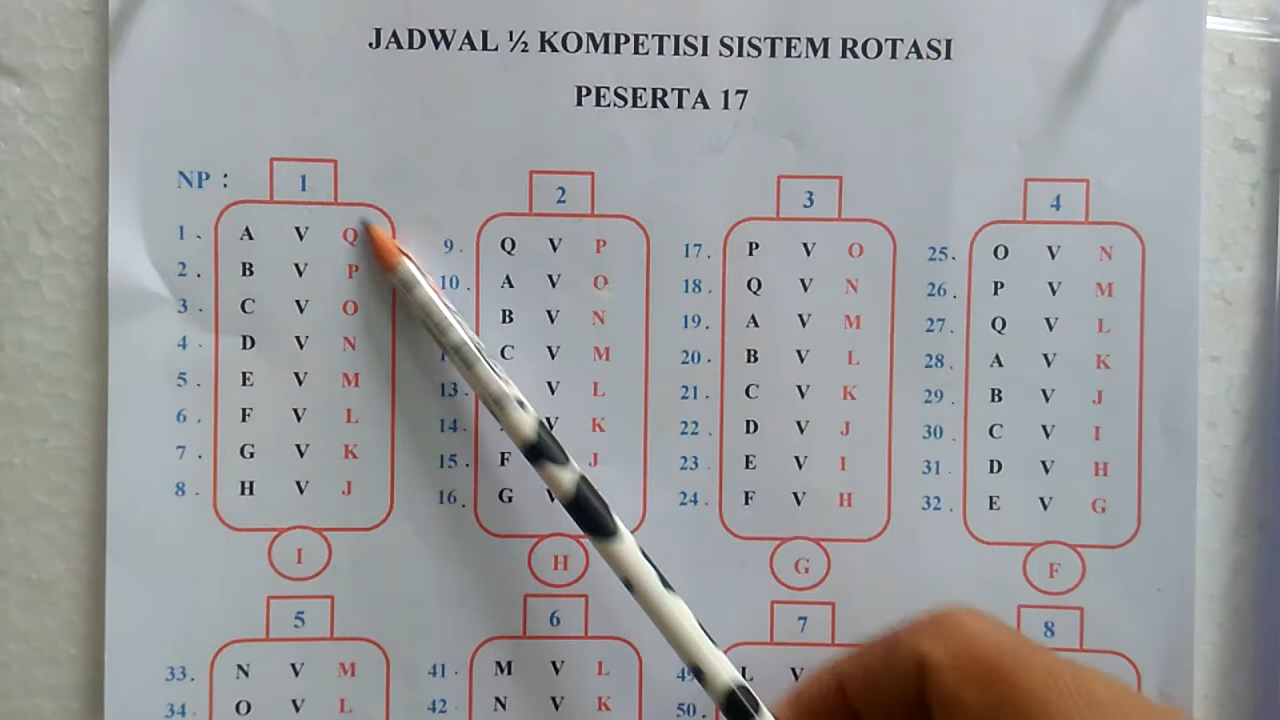 JADWAL ½ KOMPETISI SISTEM ROTASI
PESERTA 17
NP :
1
1. A V Q
2. B V P
3. C V O
4. D V N
5. E V M
6. F V L
7. G V K
8. H V J
I
2
9. Q V P
10. A V O
B V N
C V M
13. V L
14. V K
15. F J
16. G V
H
3
17. P V O
18. Q V N
19. A V M
20. B V L
21. C V K
22. D V J
23. E V I
24. F V H
G
4
25. O V N
26. P V M
27. Q V L
28. A V K
29. B V J
30. C V I
31. D V H
32. E V G
F
5
33. N V M
34. O V L
6
41. M V L
42. N V K
7
L V
50.
8